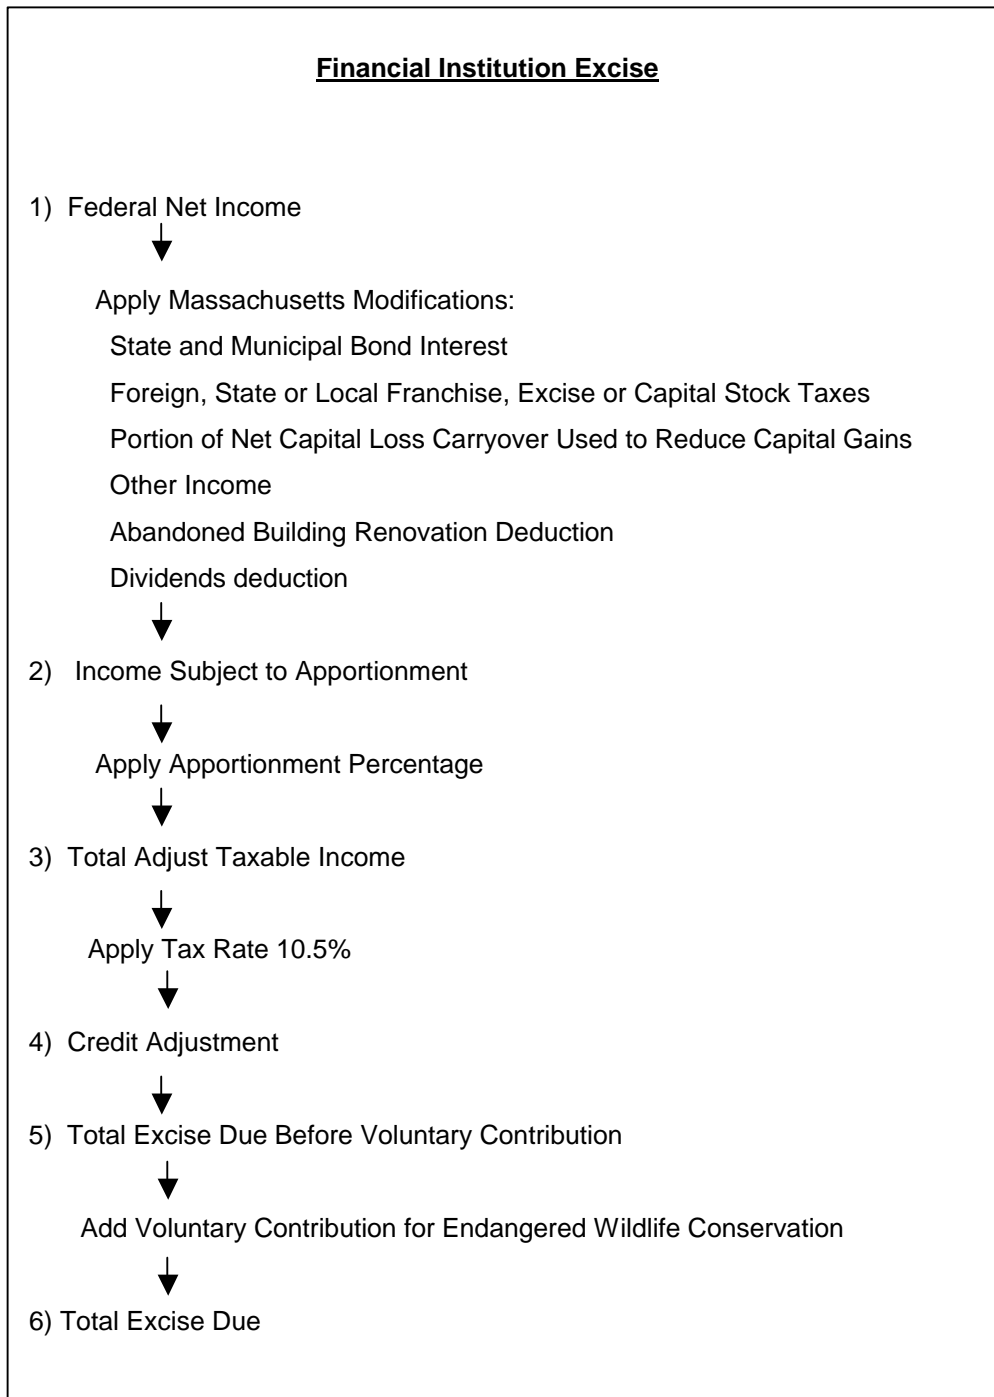 Financial Institution Excise
1) Federal Net Income
Apply Massachusetts Modifications:
State and Municipal Bond Interest
Foreign, State or Local Franchise, Excise or Capital Stock Taxes
Portion of Net Capital Loss Carryover Used to Reduce Capital Gains
Other Income
Abandoned Building Renovation Deduction
Dividends deduction
2) Income Subject to Apportionment
Apply Apportionment Percentage
3) Total Adjust Taxable Income
Apply Tax Rate 10.5%
4) Credit Adjustment
5) Total Excise Due Before Voluntary Contribution
Add Voluntary Contribution for Endangered Wildlife Conservation
6) Total Excise Due